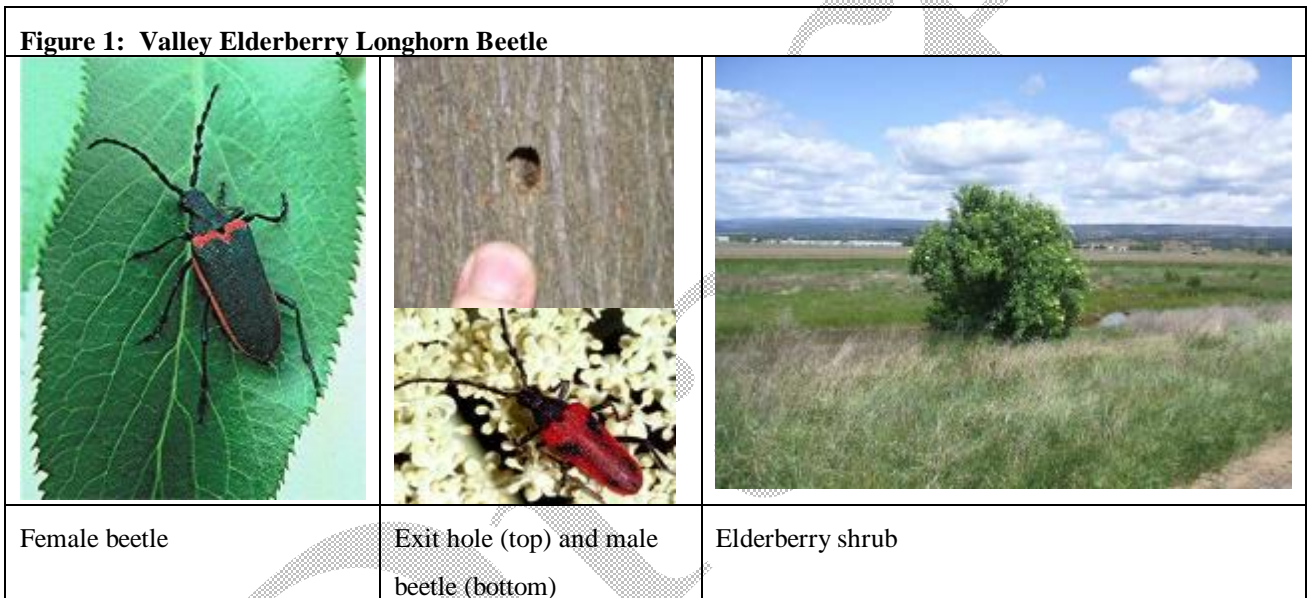 Figure 1: Valley Elderberry Longhorn Beetle
Female beetle
Exit hole (top) and male
beetle (bottom)
Elderberry shrub